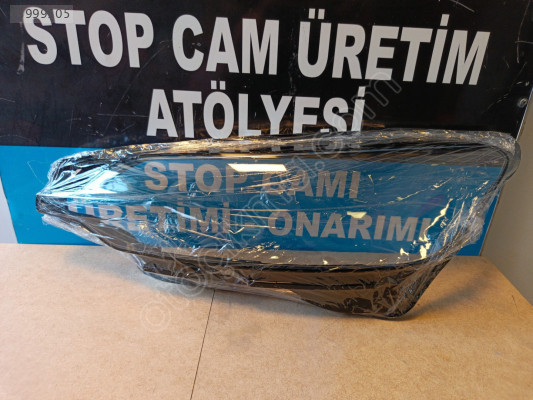 STOP CAM ÜRETİM
ATÖLYESİ
STOP CAMI
ÜRETİMİ ONARIMI